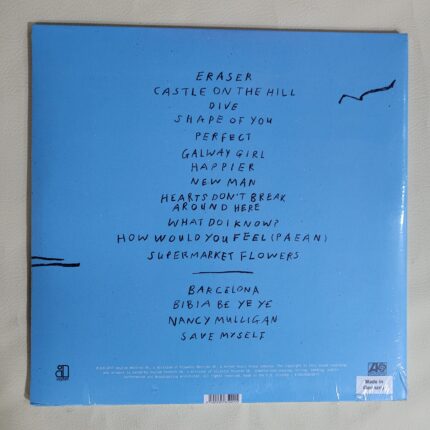 ERASER
CASTLE ON THE HILL
DIVE
SHAPE OF YOU
PERFECT
GALWAY GIRL
HAPPIER
NEW MAN
HEARTS DON'T BREAK
AROUND HERE
WHAT DO I KNOW?
HOW WOULD YOU FEEL (PAEAN)
SUPERMARKET FLOWERS
BARCELONA
BIBIA BE YE YE
NANCY MULLIGAN
SAVE MYSELF
Made in
Germany